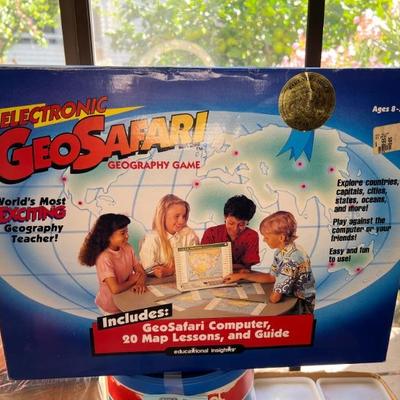 ELECTRONIC
GEOSAFARI
GEOGRAPHY GAME
Ages 8-
World's Most
EXCITING
Geography
Teacher!
Explore countries,
capitals, cities,
states, oceans,
and more!
Play against the
computer or your
friends!
Easy and fun
to use!
Includes:
GeoSafari Computer,
20 Map Lessons, and Guide
educational insights